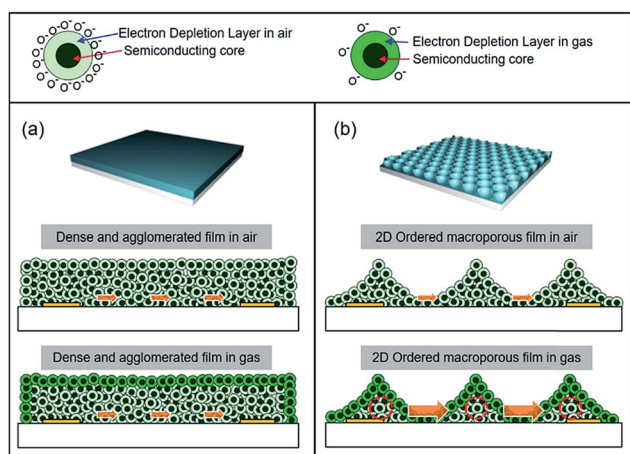 Electron Depletion Layer in air
Semiconducting core
O⁻ O⁻ O⁻ O⁻ O⁻ O⁻ O⁻ O⁻ O⁻ O⁻ O⁻ O⁻ O⁻ O⁻
Electron Depletion Layer in gas
Semiconducting core
O⁻ O⁻ O⁻ O⁻ O⁻
(a)
Dense and agglomerated film in air
Dense and agglomerated film in gas
(b)
2D Ordered macroporous film in air
2D Ordered macroporous film in gas